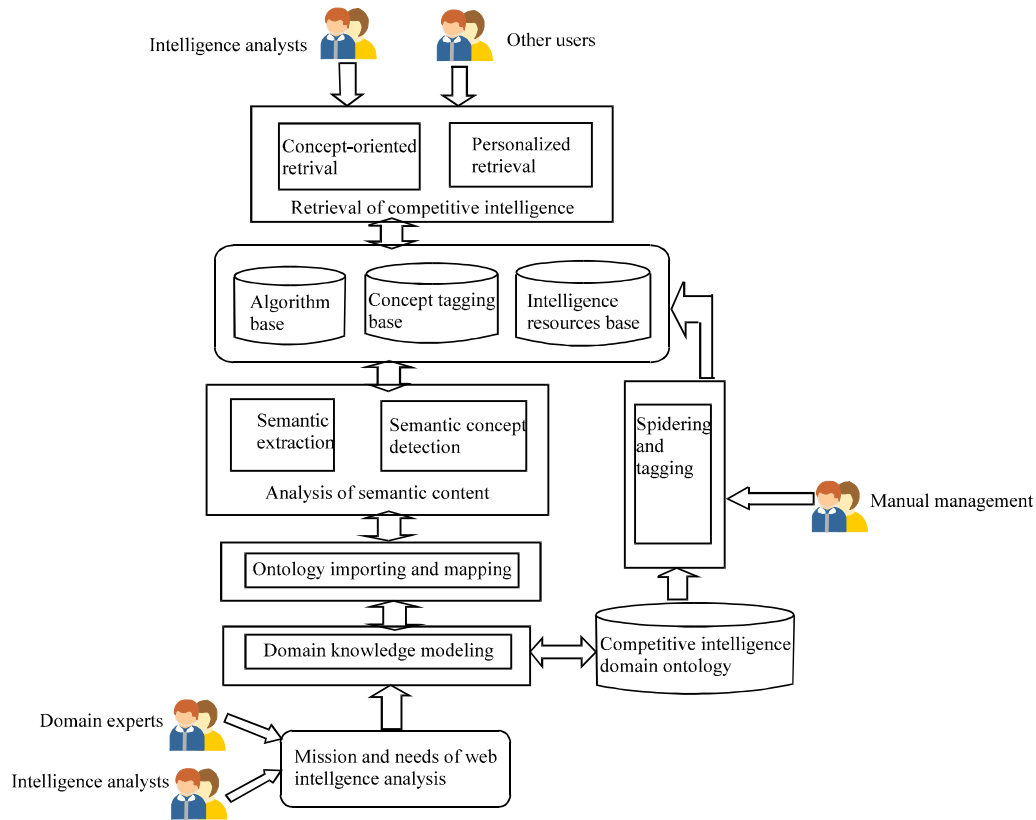 Intelligence analysts
Other users
Concept-oriented
retrival
Personalized
retrieval
Retrieval of competitive intelligence
Algorithm
base
Concept tagging
base
Intelligence
resources base
Semantic
extraction
Semantic concept
detection
Analysis of semantic content
Spidering
and
tagging
Manual management
Ontology importing and mapping
Domain knowledge modeling
Competitive intelligence
domain ontology
Domain experts
Intelligence analysts
Mission and needs of web
intellgence analysis